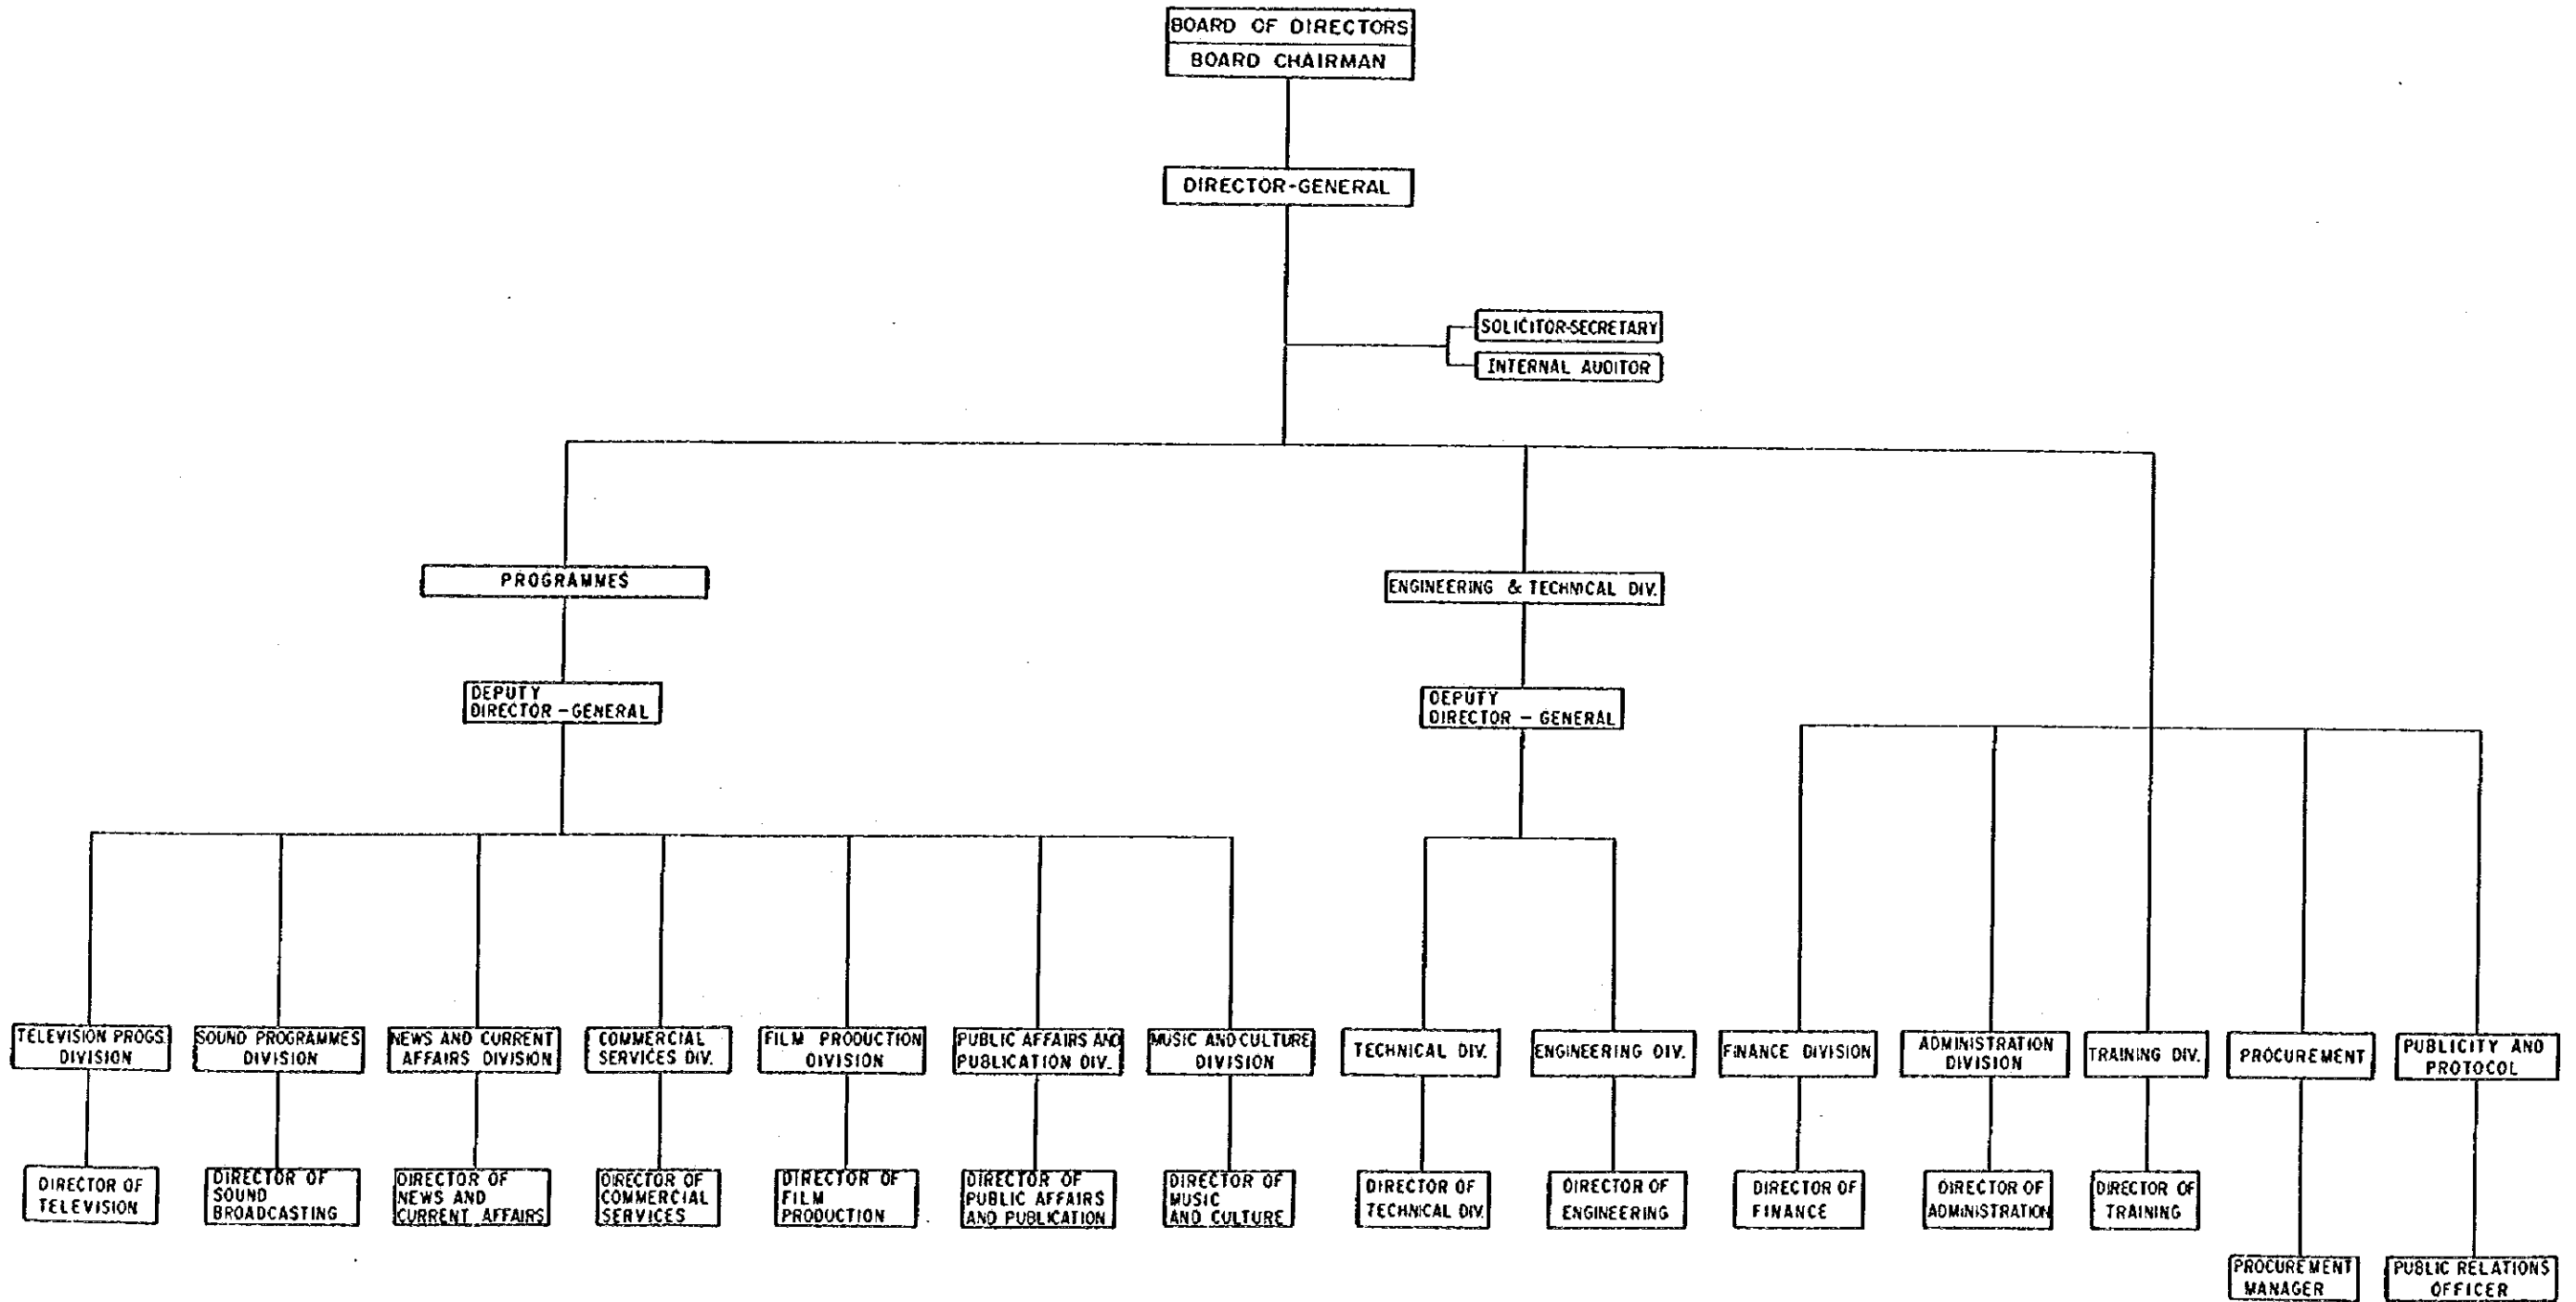 BOARD OF DIRECTORS
BOARD CHAIRMAN
DIRECTOR-GENERAL
SOLICITOR-SECRETARY
INTERNAL AUDITOR
PROGRAMMES
ENGINEERING & TECHNICAL DIV.
DEPUTY
DIRECTOR - GENERAL
DEPUTY
DIRECTOR - GENERAL
TELEVISION PROGS.
DIVISION
SOUND PROGRAMMES
DIVISION
NEWS AND CURRENT
AFFAIRS DIVISION
COMMERCIAL
SERVICES DIV.
FILM PRODUCTION
DIVISION
PUBLIC AFFAIRS AND
PUBLICATION DIV.
MUSIC AND CULTURE
DIVISION
TECHNICAL DIV.
ENGINEERING DIV.
FINANCE DIVISION
ADMINISTRATION
DIVISION
TRAINING DIV.
PROCUREMENT
PUBLICITY AND
PROTOCOL
DIRECTOR OF
TELEVISION
DIRECTOR OF
SOUND
BROADCASTING
DIRECTOR OF
NEWS AND
CURRENT AFFAIRS
DIRECTOR OF
COMMERCIAL
SERVICES
DIRECTOR OF
FILM
PRODUCTION
DIRECTOR OF
PUBLIC AFFAIRS
AND PUBLICATION
DIRECTOR OF
MUSIC
AND CULTURE
DIRECTOR OF
TECHNICAL DIV.
DIRECTOR OF
ENGINEERING
DIRECTOR OF
FINANCE
DIRECTOR OF
ADMINISTRATION
DIRECTOR OF
TRAINING
PROCUREMENT
MANAGER
PUBLIC RELATIONS
OFFICER